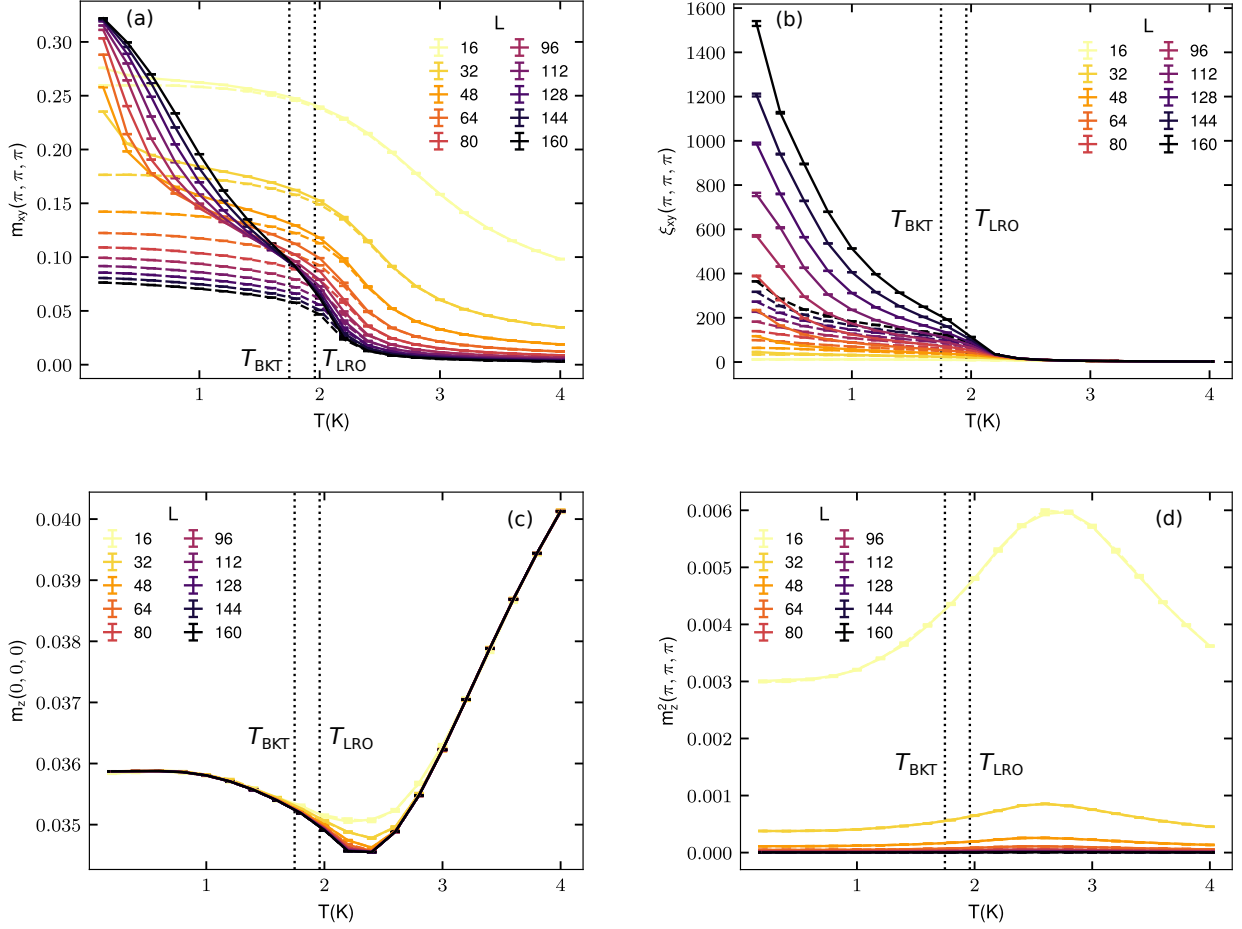 (a)
L
16 96
32 112
48 128
64 144
80 160
0.30
0.25
0.20
0.15
0.10
0.05
0.00
m_xy(π, π, π)
T_BKT T_LRO
1 2 3 4
T(K)
(b)
L
16 96
32 112
48 128
64 144
80 160
1600
1400
1200
1000
800
600
400
200
0
ξ_xy(π, π, π)
T_BKT T_LRO
1 2 3 4
T(K)
(c)
L
16 96
32 112
48 128
64 144
80 160
0.040
0.039
0.038
0.037
0.036
0.035
m_z(0, 0, 0)
T_BKT T_LRO
1 2 3 4
T(K)
(d)
L
16 96
32 112
48 128
64 144
80 160
0.006
0.005
0.004
0.003
0.002
0.001
0.000
m_z^2(π, π, π)
T_BKT T_LRO
1 2 3 4
T(K)